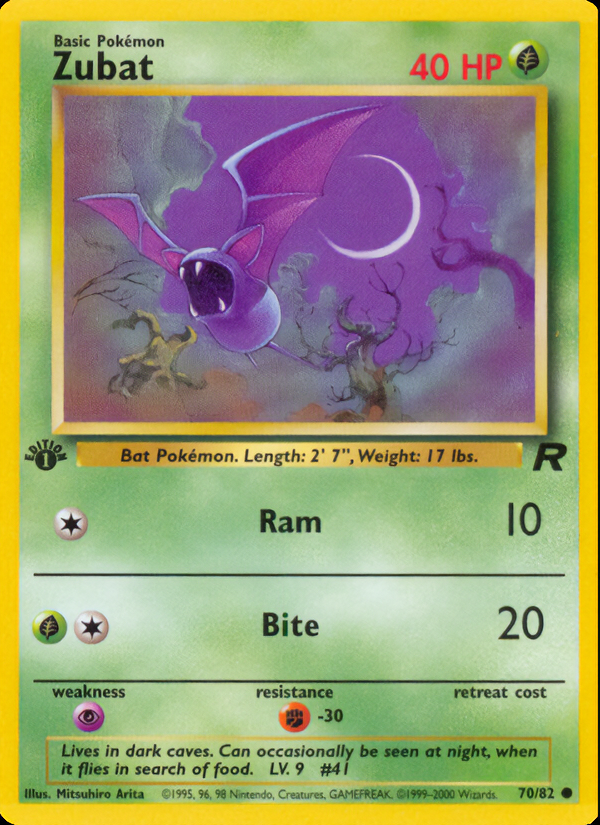 Basic Pokémon
Zubat
40 HP
EDITION
1
Bat Pokémon. Length: 2' 7", Weight: 17 lbs.
R
Ram 10
Bite 20
weakness resistance retreat cost
-30
Lives in dark caves. Can occasionally be seen at night, when
it flies in search of food. LV. 9 #41
Illus. Mitsuhiro Arita ©1995, 96, 98 Nintendo, Creatures, GAMEFREAK. ©1999–2000 Wizards. 70/82